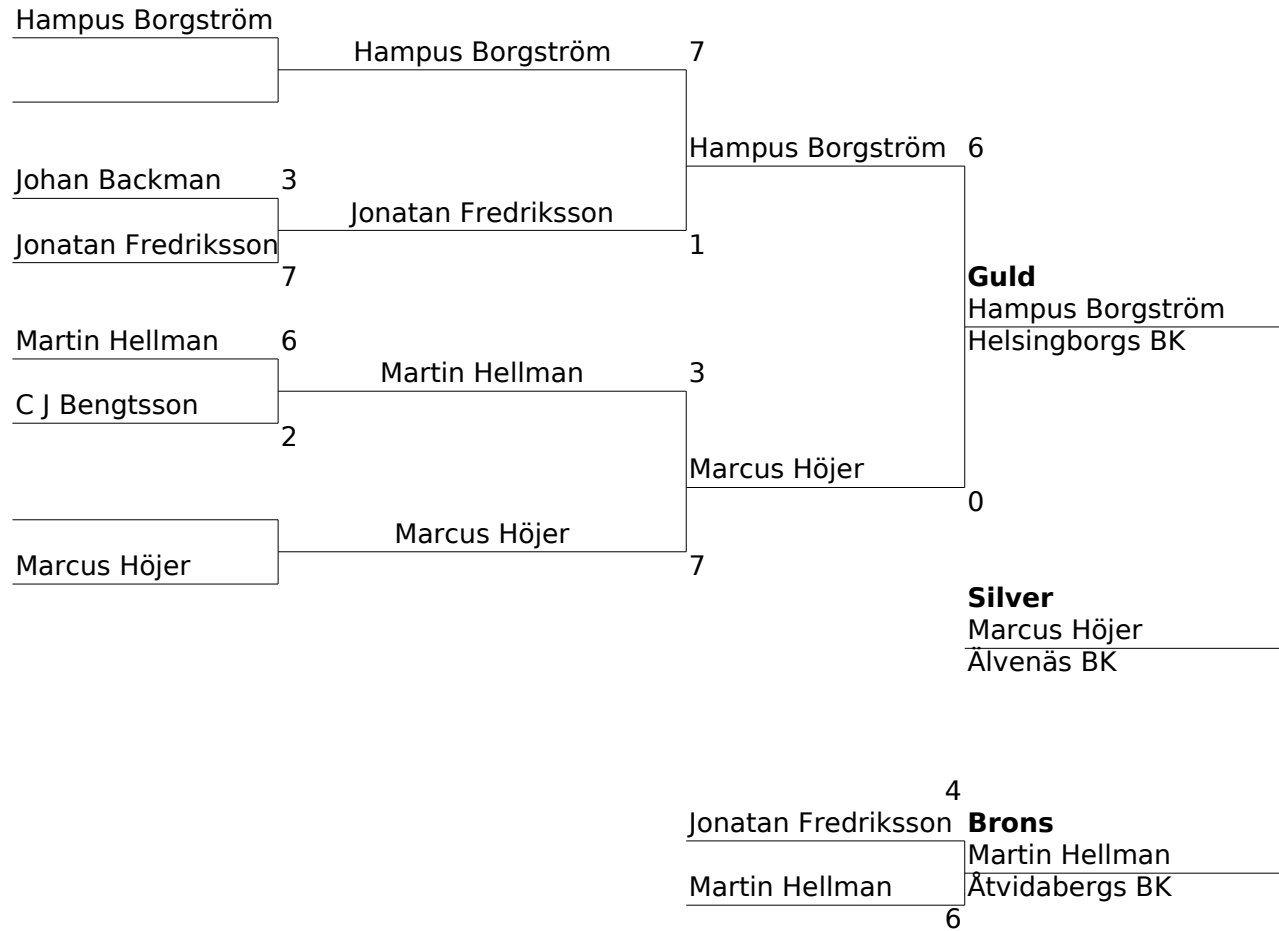 Hampus Borgström
Hampus Borgström 7
Hampus Borgström 6
Johan Backman 3
Jonatan Fredriksson
Jonatan Fredriksson 1
7
Guld
Hampus Borgström
Helsingborgs BK
Martin Hellman 6
Martin Hellman 3
C J Bengtsson
2
Marcus Höjer
0
Marcus Höjer
7
Marcus Höjer
Silver
Marcus Höjer
Älvenäs BK
4
Jonatan Fredriksson Brons
Martin Hellman
Martin Hellman Åtvidabergs BK
6